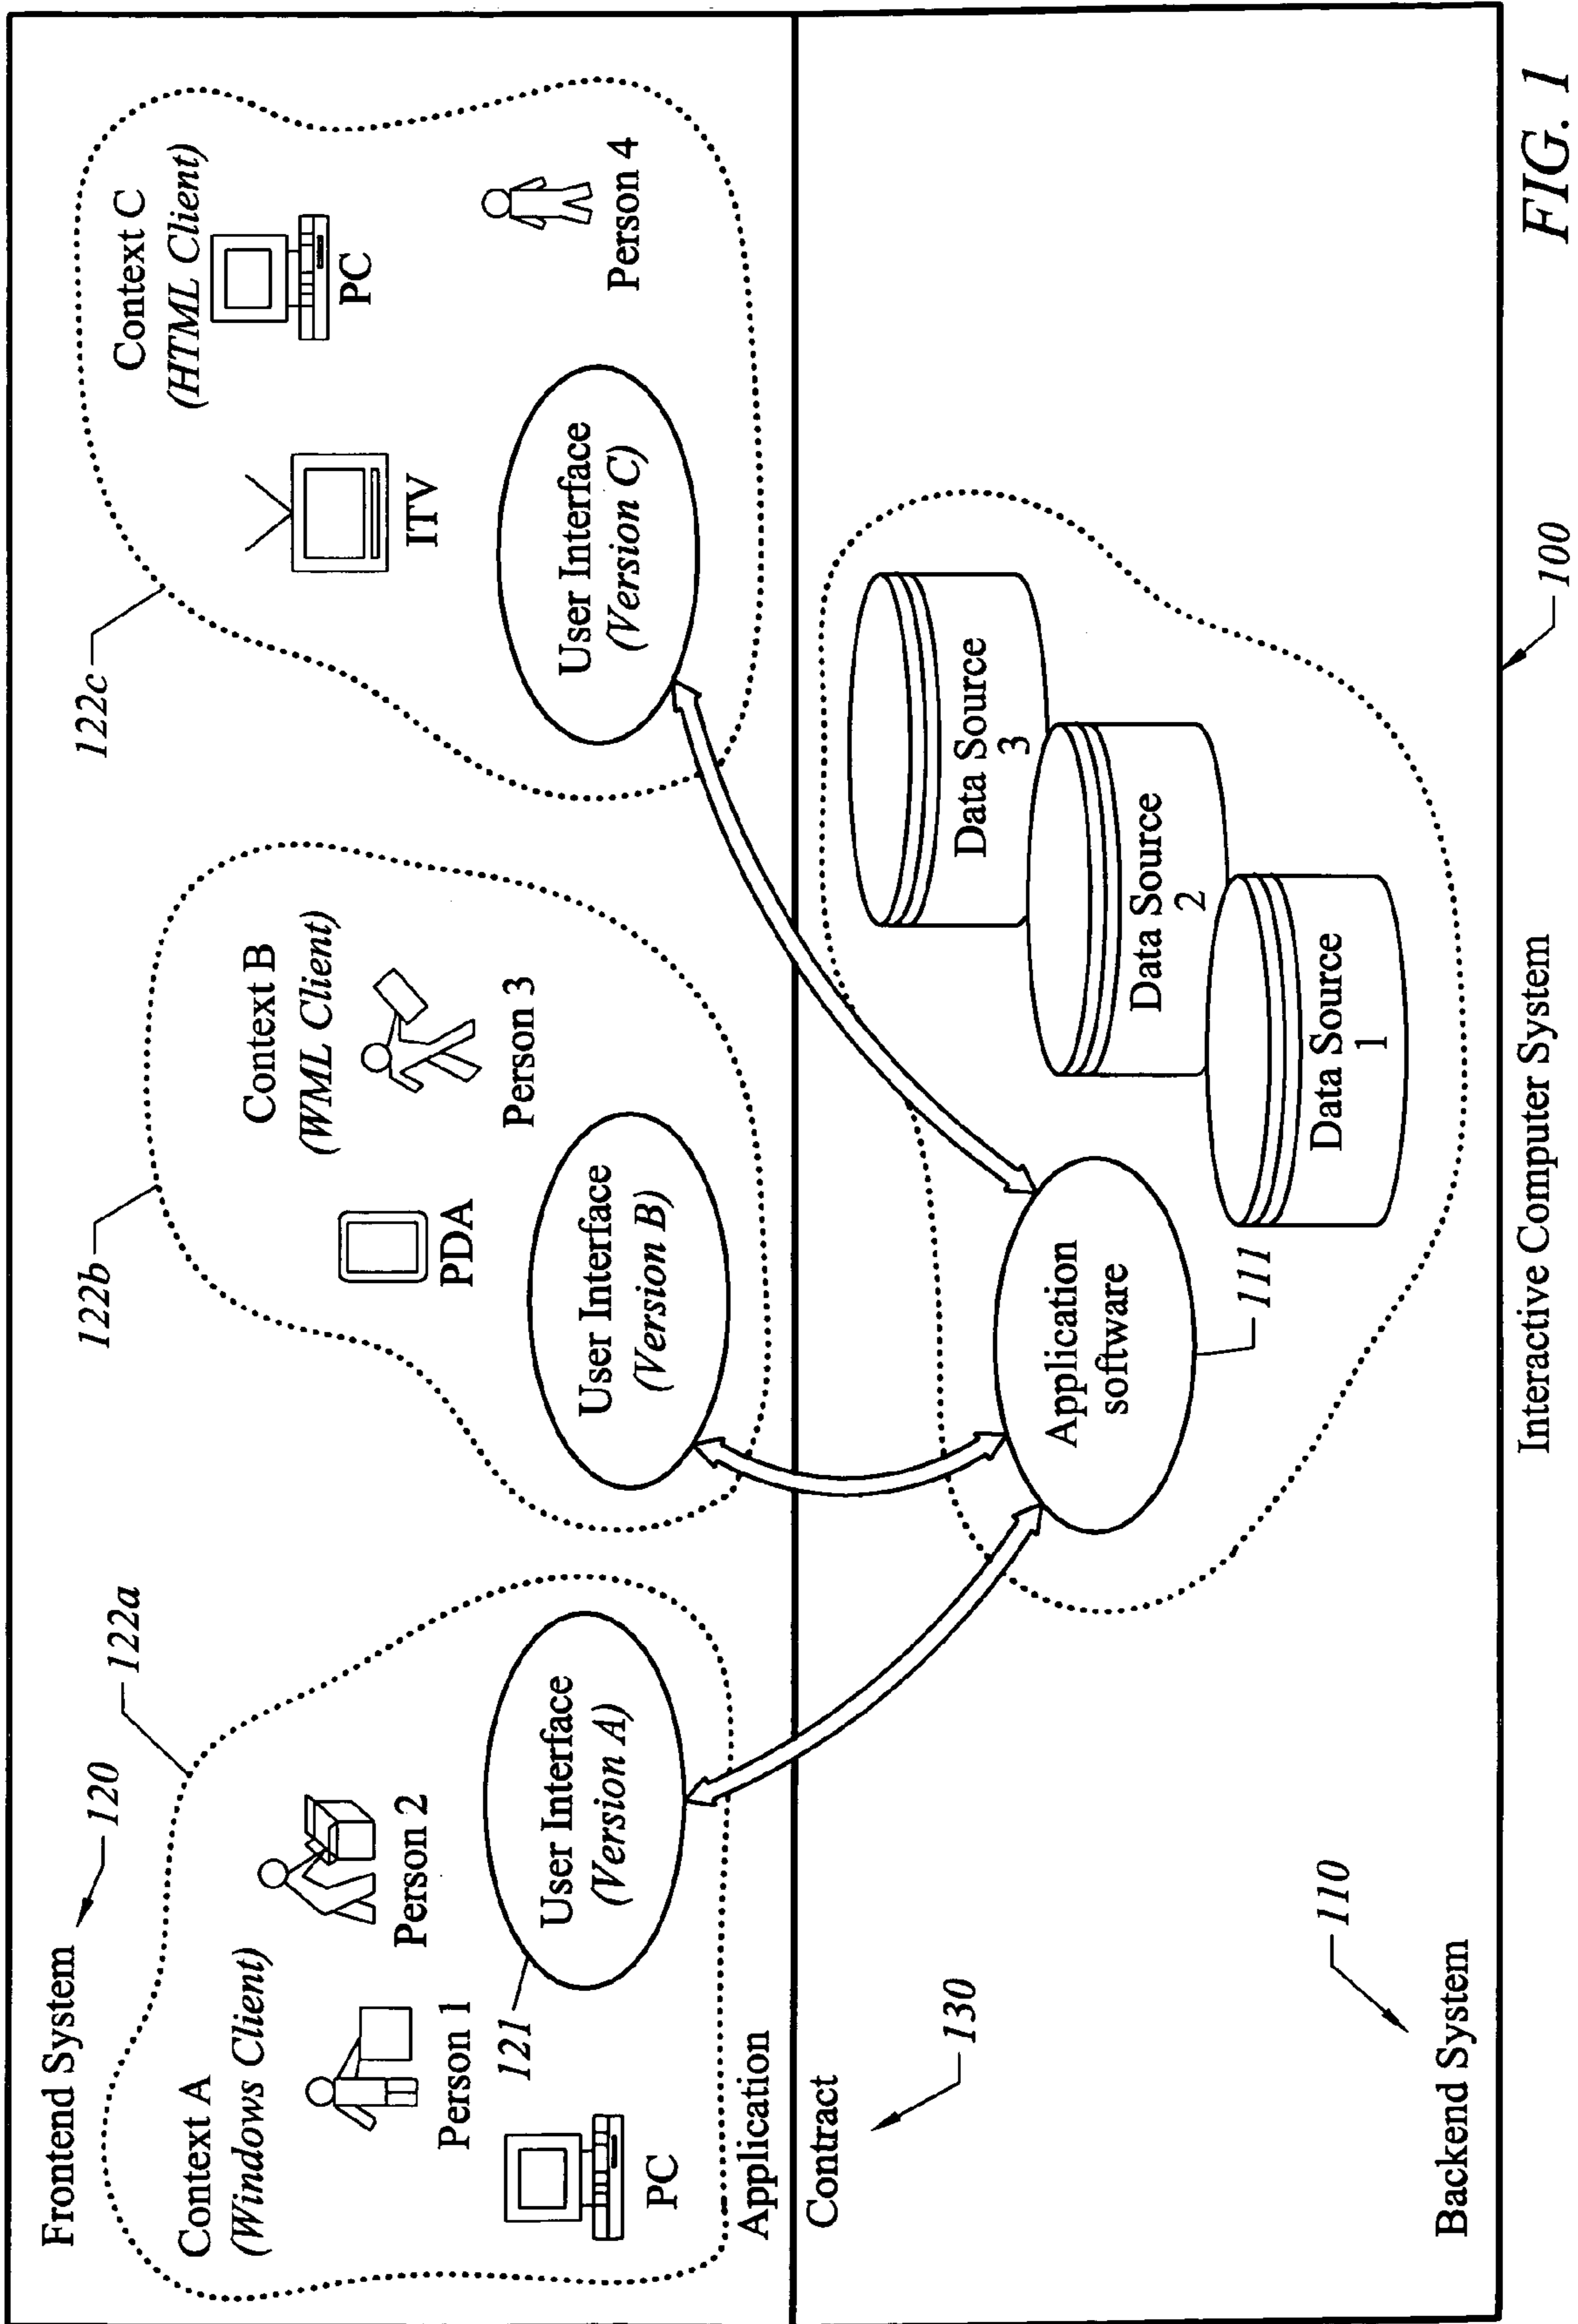 Frontend System
120
122a
122b
122c
Context A
(Windows Client)
Person 1
Person 2
PC
121
User Interface
(Version A)
Context B
(WML Client)
PDA
Person 3
User Interface
(Version B)
Context C
(HTML Client)
ITV
PC
Person 4
User Interface
(Version C)
Application
Contract
130
Application
software
111
Data Source
3
Data Source
2
Data Source
1
Backend System
110
Interactive Computer System
100
FIG. 1